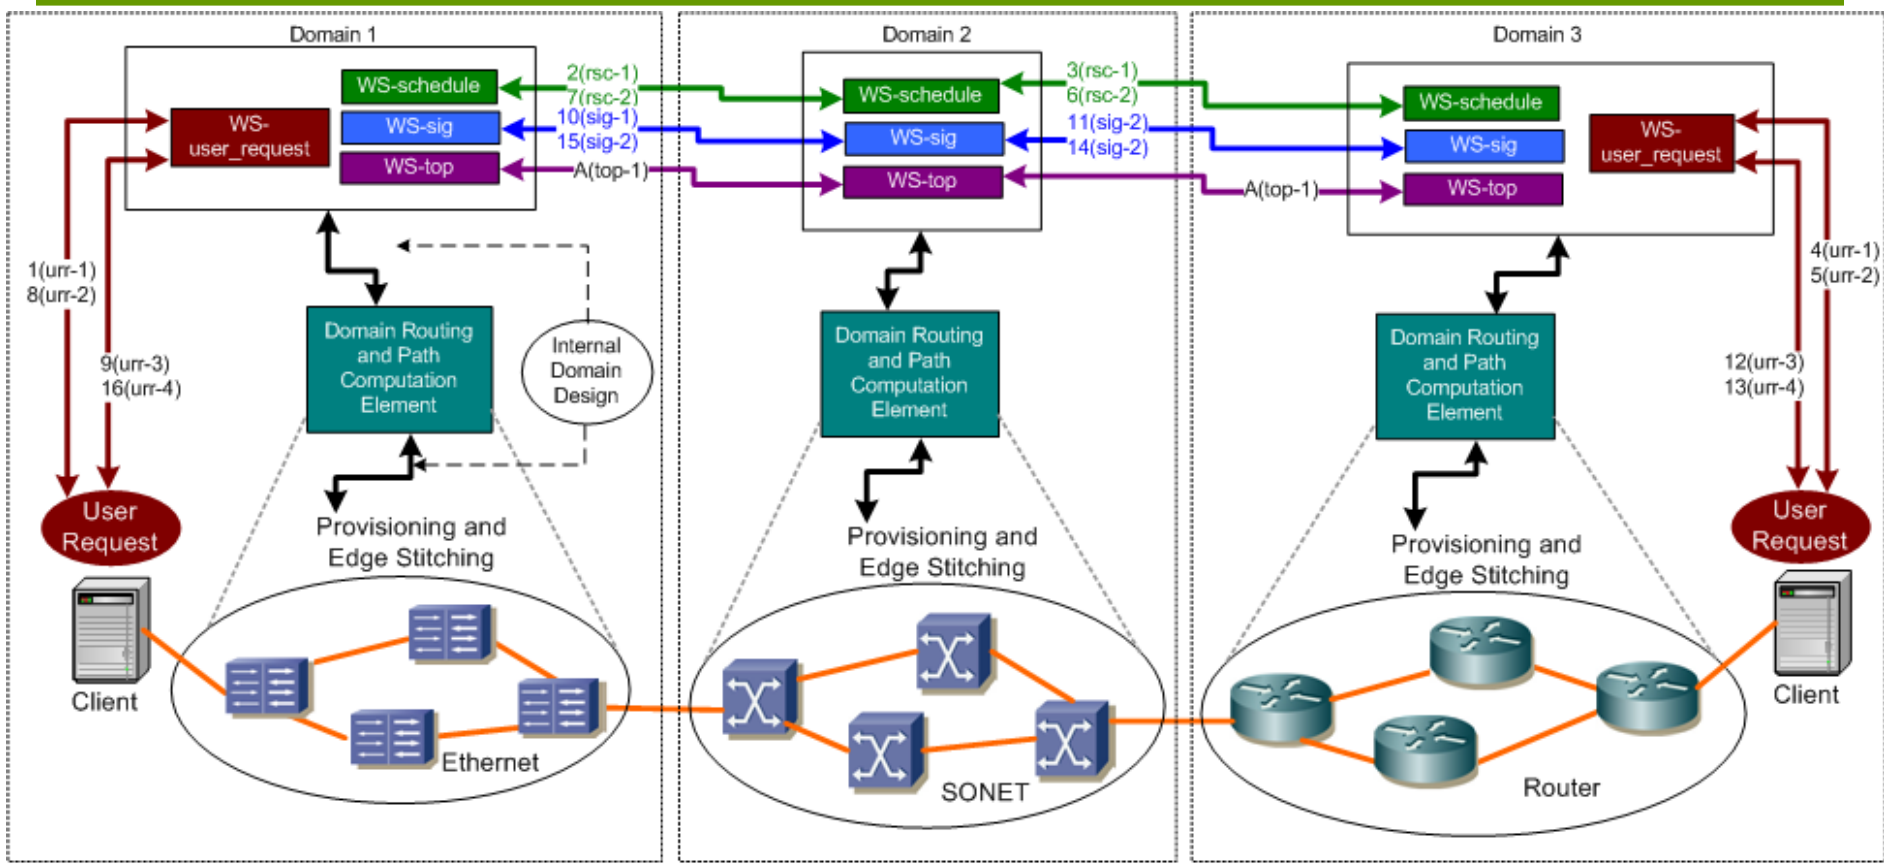 Domain 1
Domain 2
Domain 3
WS-schedule
WS-sig
WS-top
WS-
user_request
2(rsc-1)
7(rsc-2)
10(sig-1)
15(sig-2)
A(top-1)
WS-schedule
WS-sig
WS-top
3(rsc-1)
6(rsc-2)
11(sig-2)
14(sig-2)
A(top-1)
WS-schedule
WS-sig
WS-top
WS-
user_request
1(urr-1)
8(urr-2)
9(urr-3)
16(urr-4)
4(urr-1)
5(urr-2)
12(urr-3)
13(urr-4)
Domain Routing
and Path
Computation
Element
Internal
Domain
Design
Domain Routing
and Path
Computation
Element
Domain Routing
and Path
Computation
Element
User
Request
Provisioning and
Edge Stitching
Provisioning and
Edge Stitching
Provisioning and
Edge Stitching
User
Request
Client
Ethernet
SONET
Router
Client